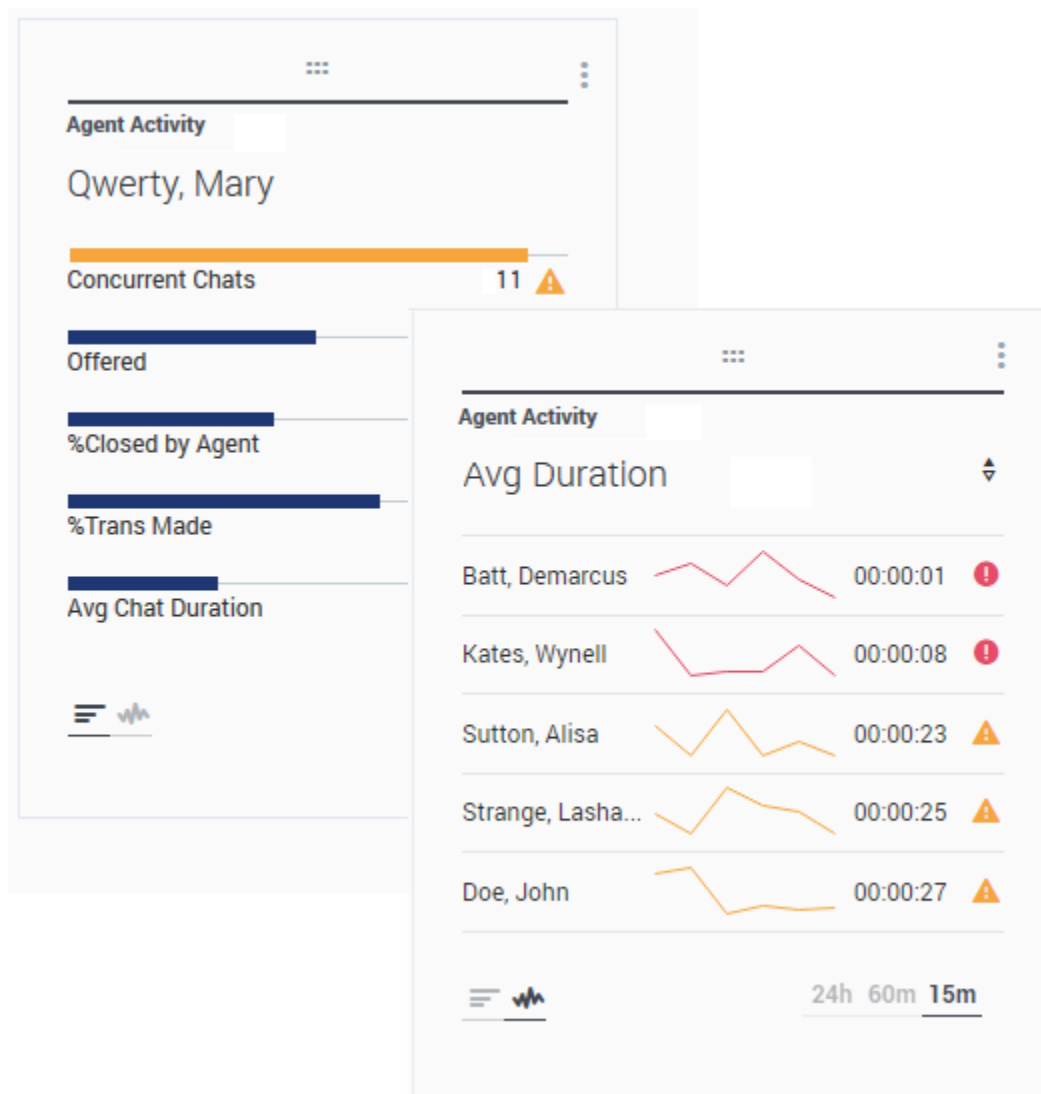 Agent Activity
Qwerty, Mary
Concurrent Chats 11
Offered
%Closed by Agent
%Trans Made
Avg Chat Duration
Agent Activity
Avg Duration
Batt, Demarcus 00:00:01
Kates, Wynell 00:00:08
Sutton, Alisa 00:00:23
Strange, Lasha... 00:00:25
Doe, John 00:00:27
24h 60m 15m